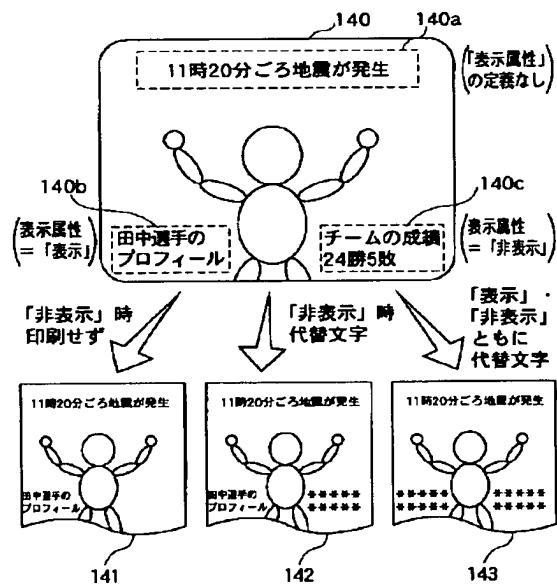 140
140a
11時20分ごろ地震が発生
(「表示属性」
の定義なし)
140b
140c
(表示属性
=「表示」)
田中選手の
プロフィール
チームの成績
24勝5敗
(表示属性
=「非表示」)
「非表示」時
印刷せず
「非表示」時
代替文字
「表示」・
「非表示」
ともに
代替文字
11時20分ごろ地震が発生
田中選手の
プロフィール
141
11時20分ごろ地震が発生
田中選手の
プロフィール
*****
*****
142
11時20分ごろ地震が発生
*****
*****
*****
*****
143